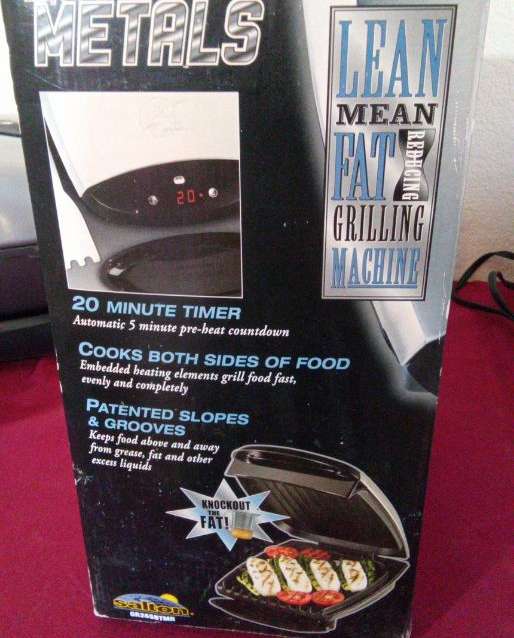 METALS
LEAN
MEAN
FAT
REDUCING
GRILLING
MACHINE
20
20 MINUTE TIMER
Automatic 5 minute pre-heat countdown
COOKS BOTH SIDES OF FOOD
Embedded heating elements grill food fast,
evenly and completely
PATENTED SLOPES
& GROOVES
Keeps food above and away
from grease, fat and other
excess liquids
KNOCKOUT
THE
FAT!
salton